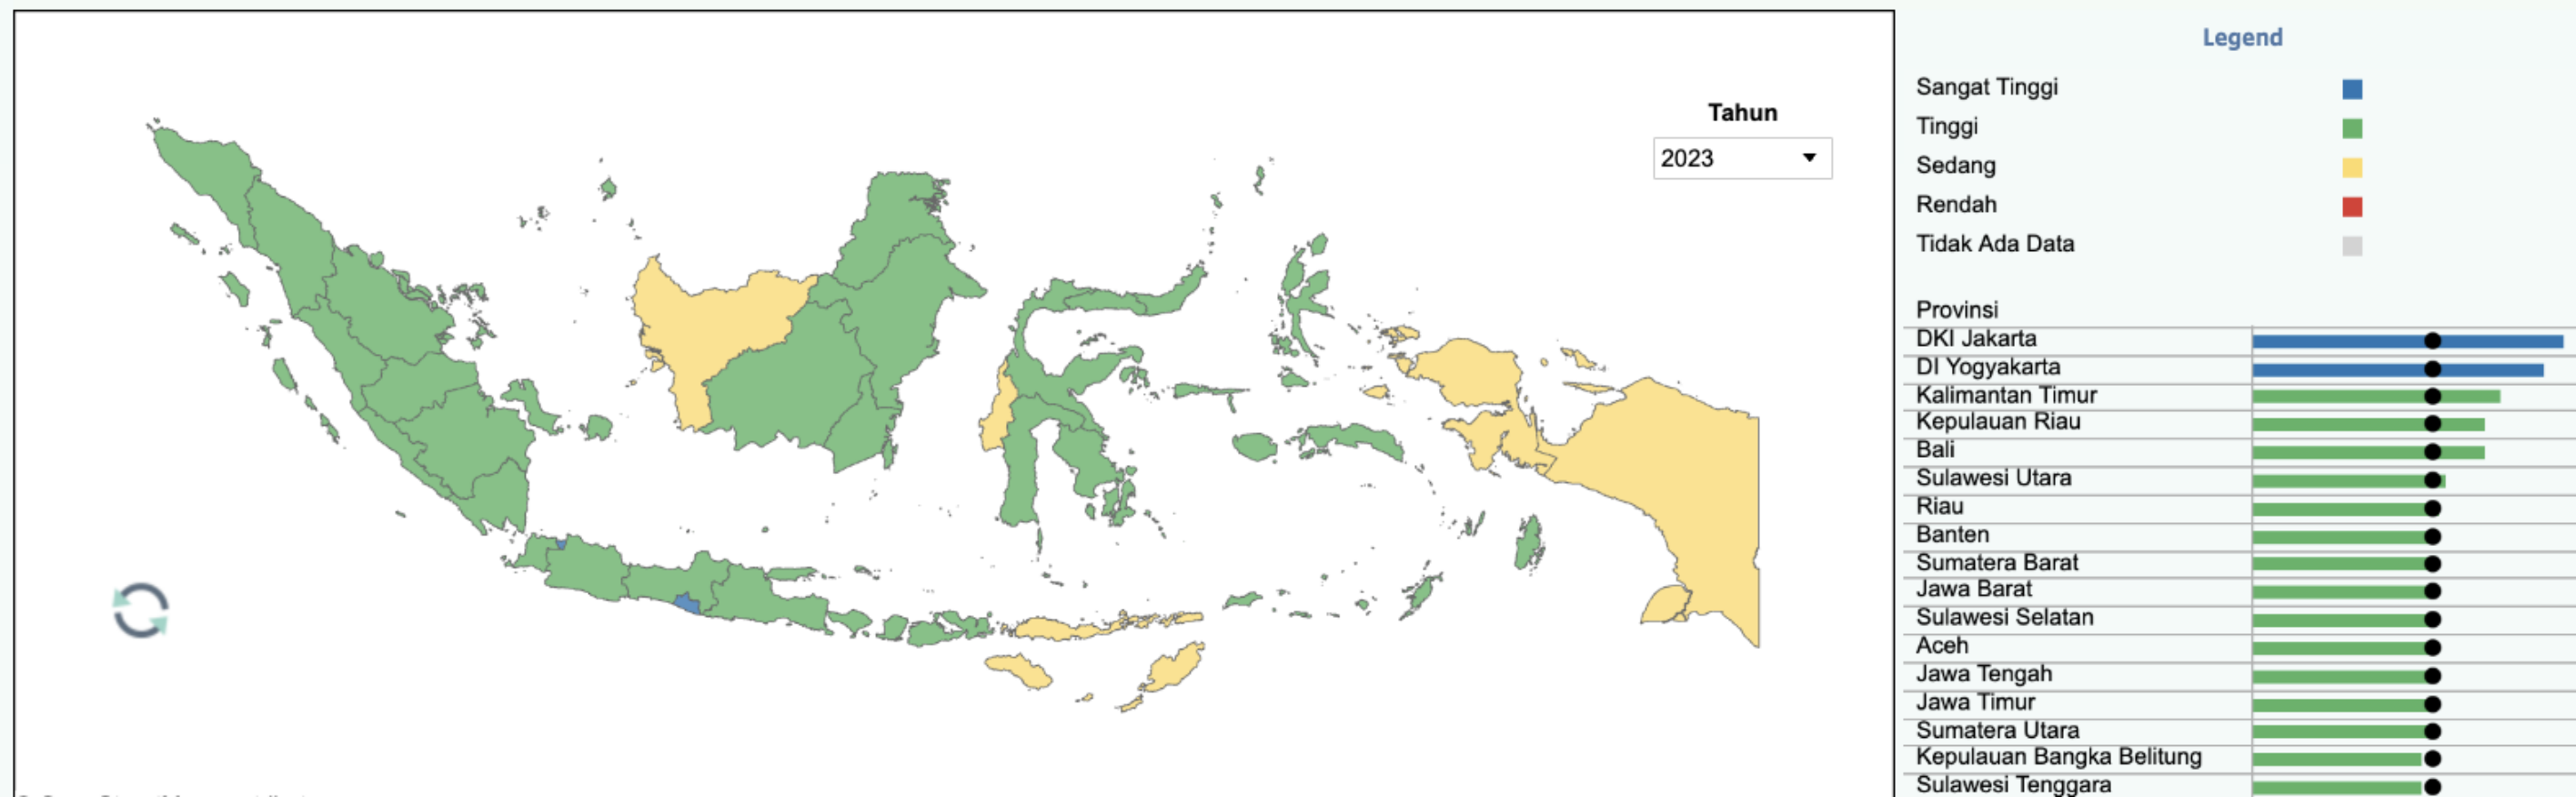 Tahun
2023
Legend
Sangat Tinggi
Tinggi
Sedang
Rendah
Tidak Ada Data
Provinsi
DKI Jakarta
DI Yogyakarta
Kalimantan Timur
Kepulauan Riau
Bali
Sulawesi Utara
Riau
Banten
Sumatera Barat
Jawa Barat
Sulawesi Selatan
Aceh
Jawa Tengah
Jawa Timur
Sumatera Utara
Kepulauan Bangka Belitung
Sulawesi Tenggara